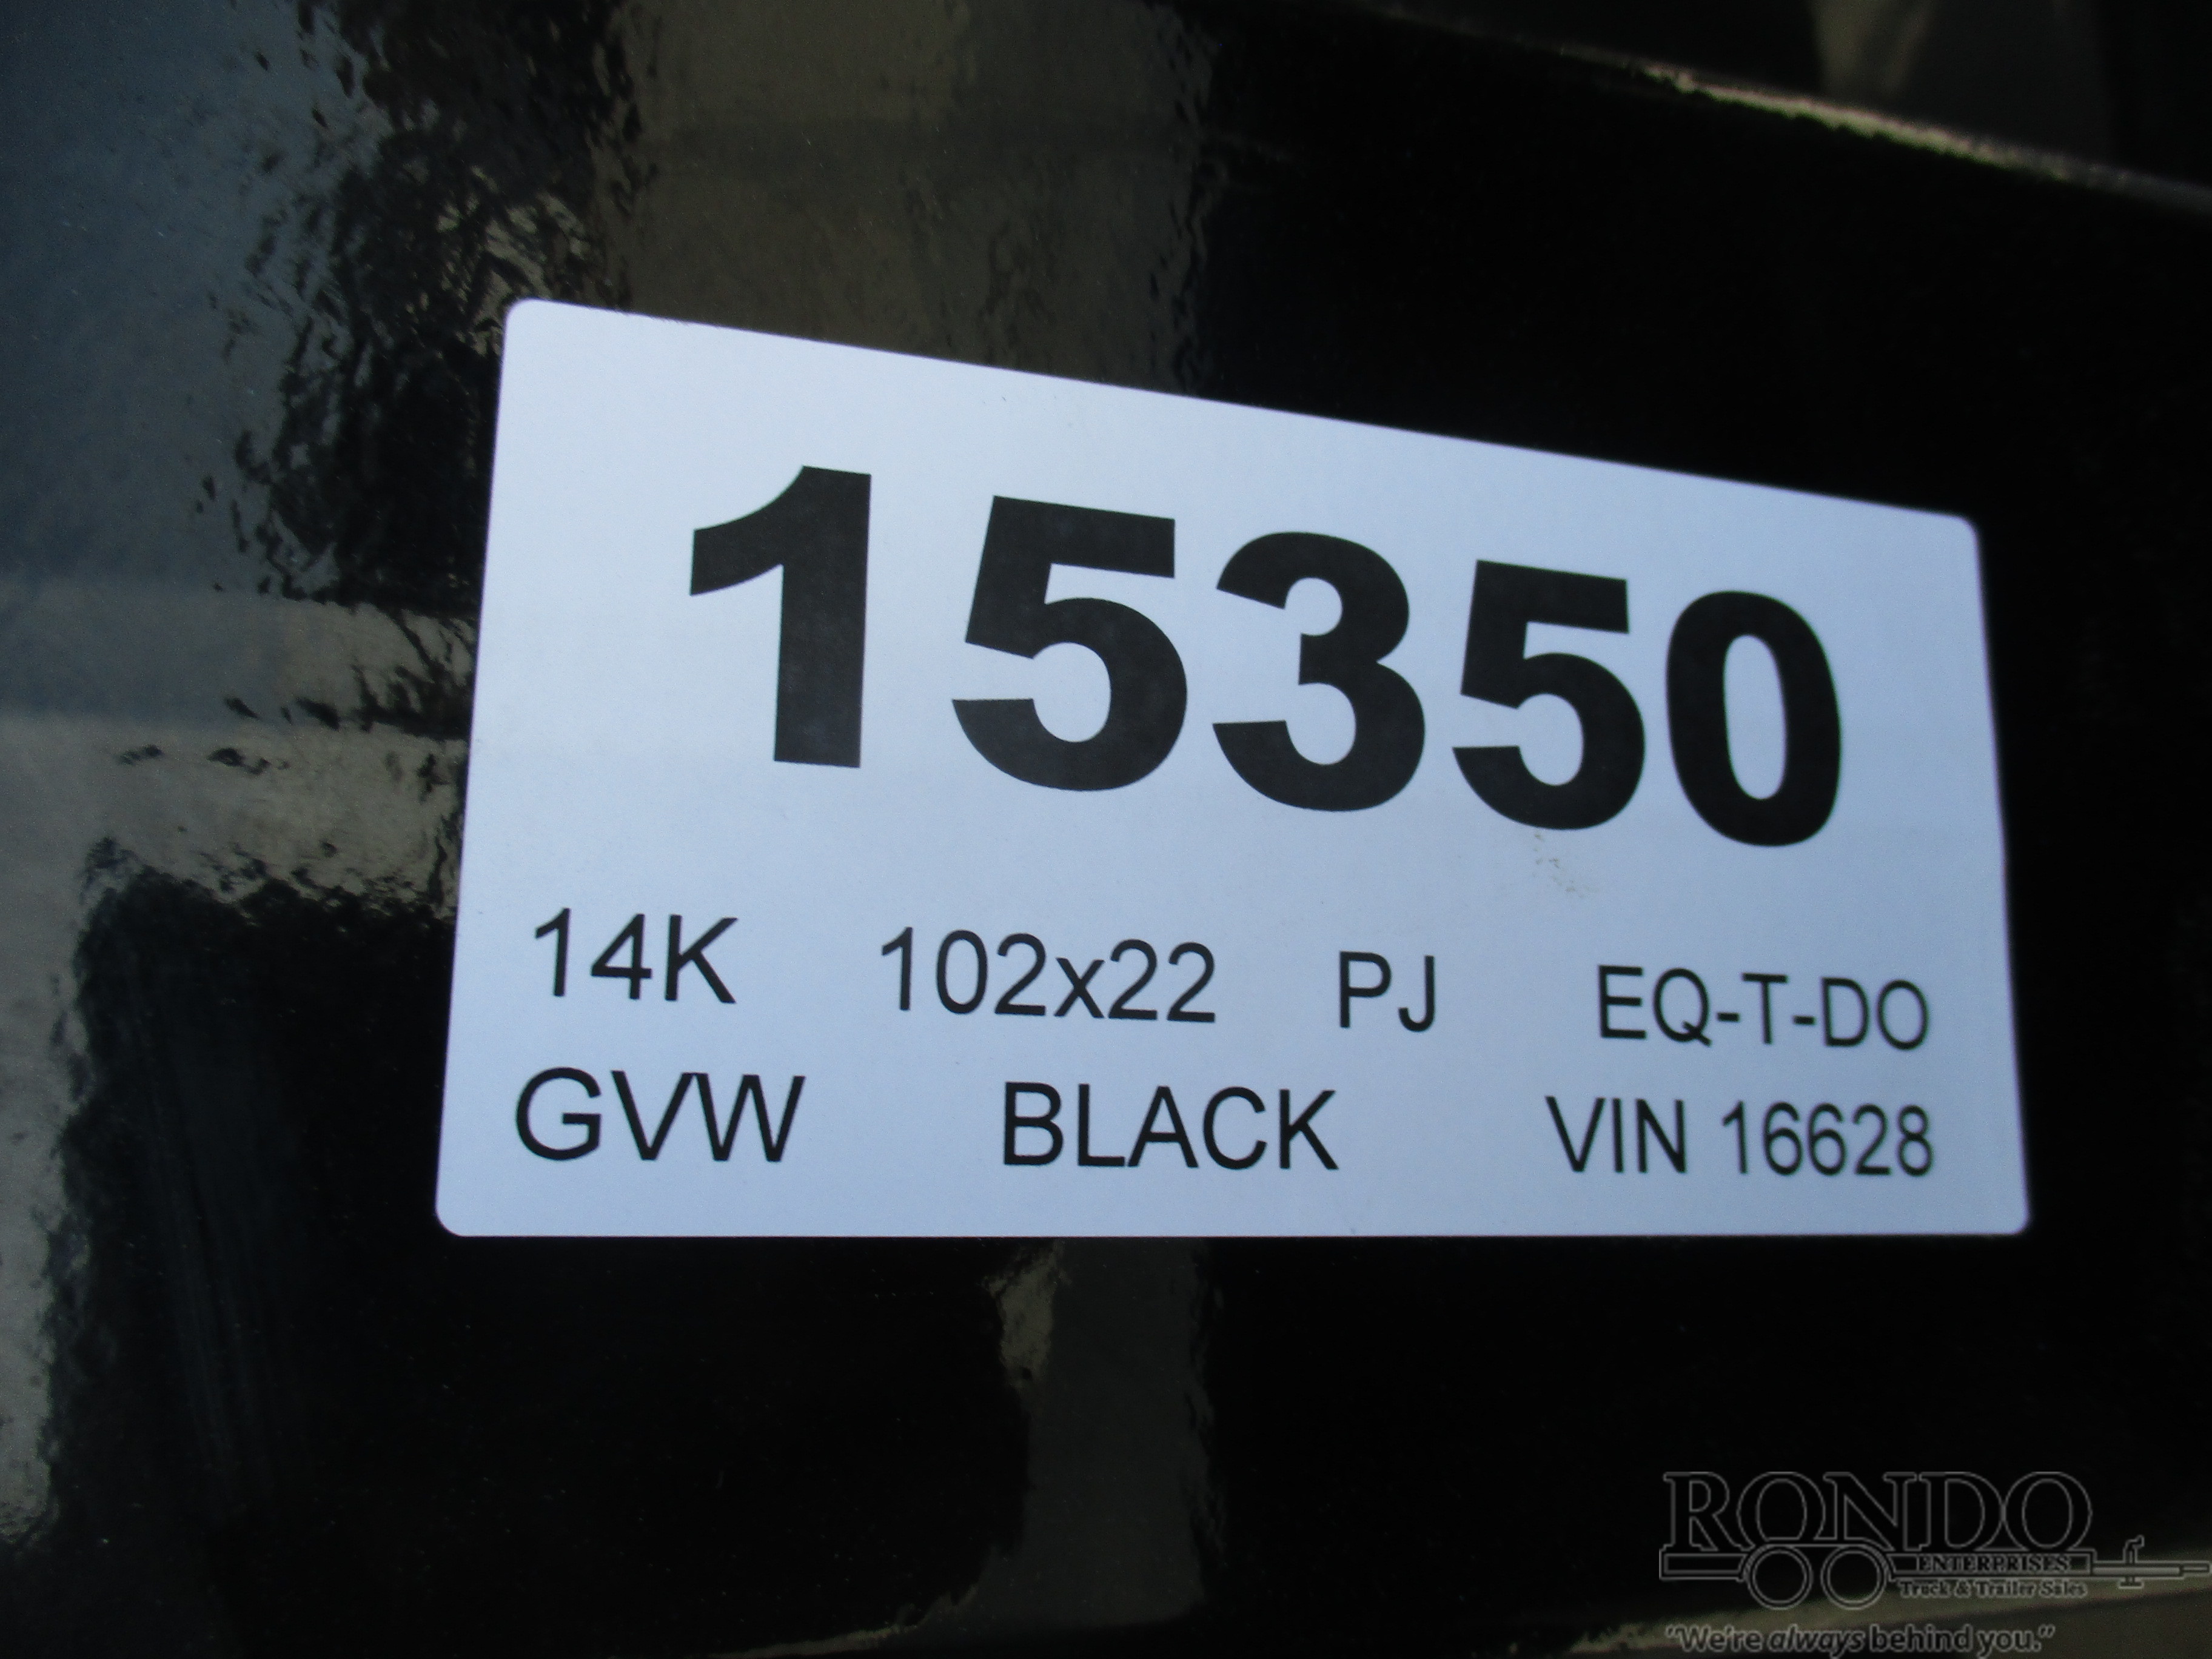 15350
14K 102x22 PJ EQ-T-DO
GVW BLACK VIN 16628
RONDO
ENTERPRISES
Truck & Trailer Sales
"We're always behind you."